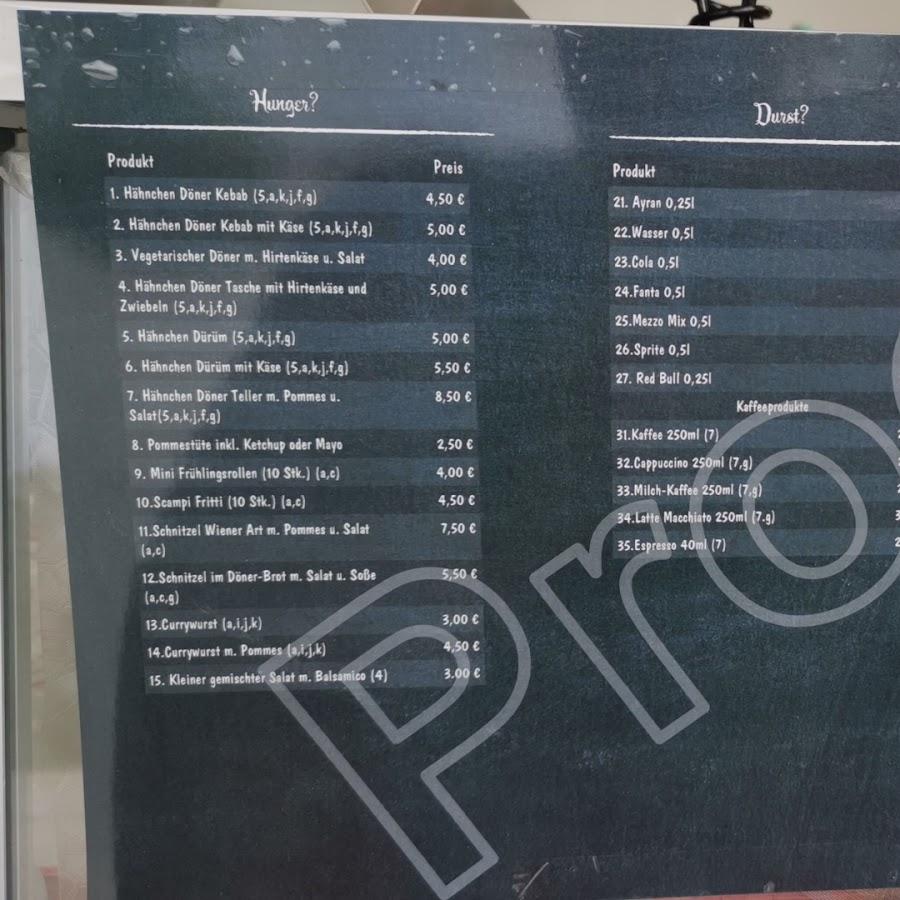 Hunger?
Produkt Preis
1. Hähnchen Döner Kebab (5,a,k,j,f,g) 4,50 €
2. Hähnchen Döner Kebab mit Käse (5,a,k,j,f,g) 5,00 €
3. Vegetarischer Döner m. Hirtenkäse u. Salat 4,00 €
4. Hähnchen Döner Tasche mit Hirtenkäse und 5,00 €
Zwiebeln (5,a,k,j,f,g)
5. Hähnchen Dürüm (5,a,k,j,f,g) 5,00 €
6. Hähnchen Dürüm mit Käse (5,a,k,j,f,g) 5,50 €
7. Hähnchen Döner Teller m. Pommes u. 8,50 €
Salat(5,a,k,j,f,g)
8. Pommestüte inkl. Ketchup oder Mayo 2,50 €
9. Mini Frühlingsrollen (10 Stk.) (a,c) 4,00 €
10.Scampi Fritti (10 Stk.) (a,c) 4,50 €
11.Schnitzel Wiener Art m. Pommes u. Salat 7,50 €
(a,c)
12.Schnitzel im Döner-Brot m. Salat u. Soße 5,50 €
(a,c,g)
13.Currywurst (a,i,j,k) 3,00 €
14.Currywurst m. Pommes (a,i,j,k) 4,50 €
15. Kleiner gemischter Salat m. Balsamico (4) 3.00 €
Durst?
Produkt
21. Ayran 0,25l
22.Wasser 0,5l
23.Cola 0,5l
24.Fanta 0,5l
25.Mezzo Mix 0,5l
26.Sprite 0,5l
27. Red Bull 0,25l
Kaffeeprodukte
31.Kaffee 250ml (7)
32.Cappuccino 250ml (7,g)
33.Milch-Kaffee 250ml (7,g)
34.Latte Macchiato 250ml (7.g)
35.Espresso 40ml (7)
Pro